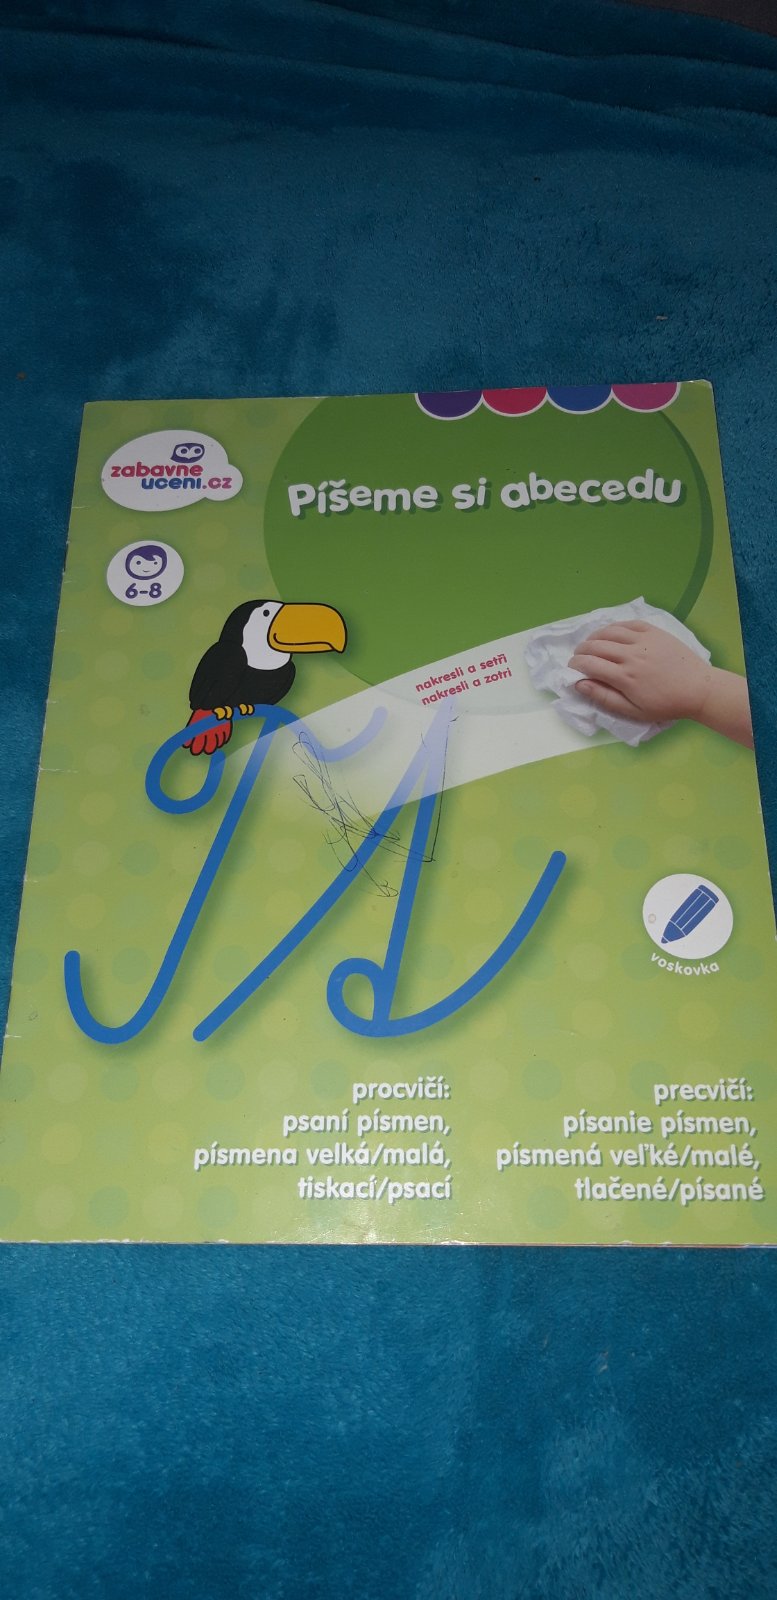 zabavne
uceni.cz
Píšeme si abecedu
6-8
nakresli a setři
nakresli a zotri
voskovka
procvičí:
psaní písmen,
písmena velká/malá,
tiskací/psací
precvičí:
písanie písmen,
písmená veľké/malé,
tlačené/písané